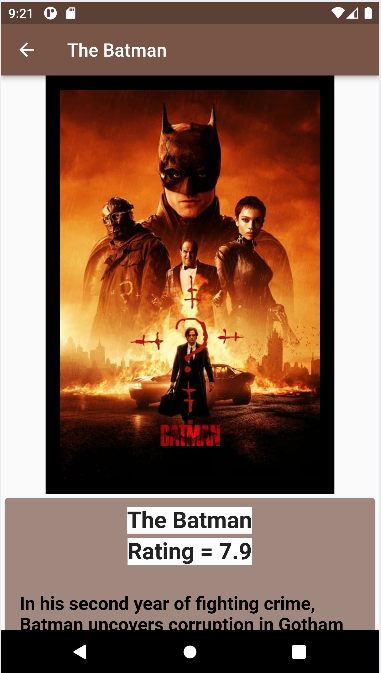 9:21
The Batman
THE
BATMAN
The Batman
Rating = 7.9
In his second year of fighting crime,
Batman uncovers corruption in Gotham